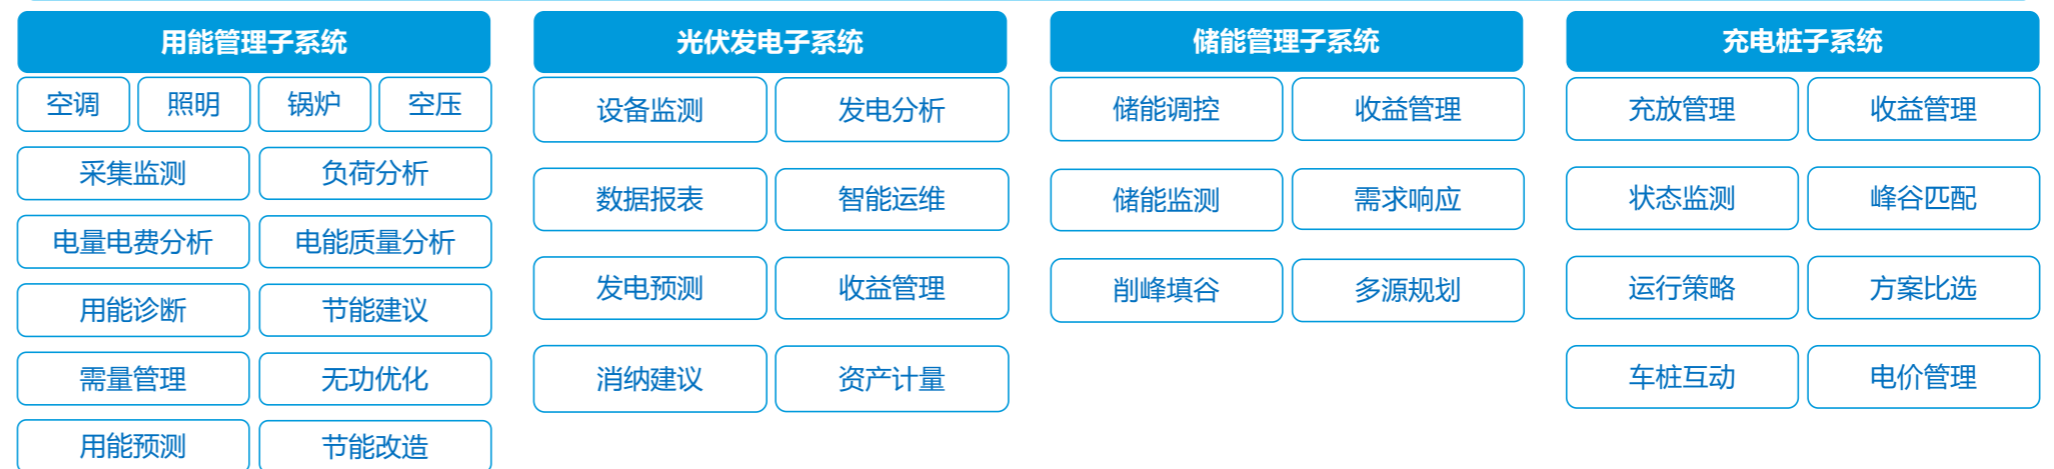 用能管理子系统
空调 照明 锅炉 空压
采集监测 负荷分析
电量电费分析 电能质量分析
用能诊断 节能建议
需量管理 无功优化
用能预测 节能改造
光伏发电子系统
设备监测 发电分析
数据报表 智能运维
发电预测 收益管理
消纳建议 资产计量
储能管理子系统
储能调控 收益管理
储能监测 需求响应
削峰填谷 多源规划
充电桩子系统
充放管理 收益管理
状态监测 峰谷匹配
运行策略 方案比选
车桩互动 电价管理